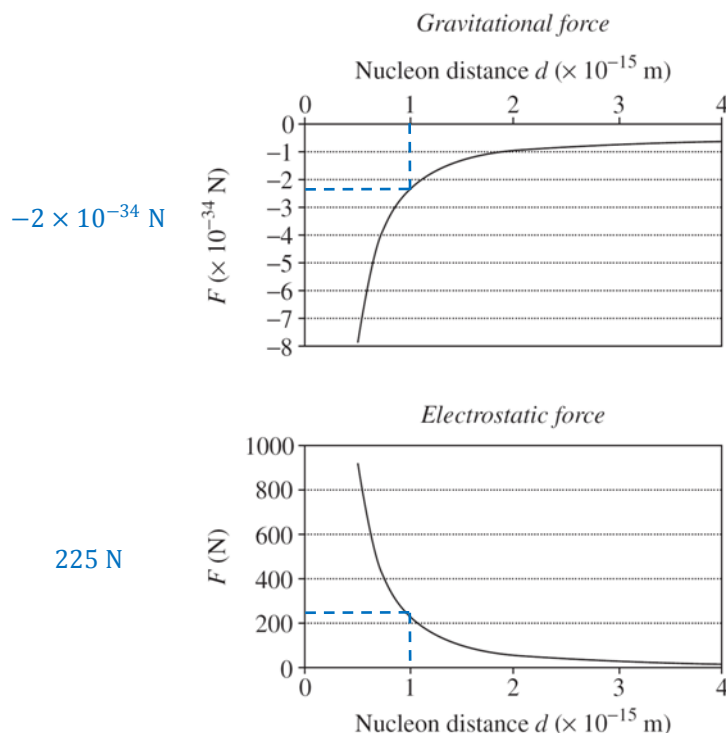 Gravitational force
Nucleon distance d (× 10⁻¹⁵ m)
0 1 2 3 4
0
−1
−2
−3
−4
−5
−6
−7
−8
F (× 10⁻³⁴ N)
−2 × 10⁻³⁴ N
Electrostatic force
1000
800
600
400
200
0
F (N)
225 N
0 1 2 3 4
Nucleon distance d (× 10⁻¹⁵ m)